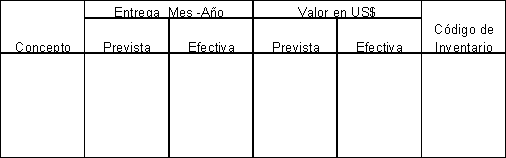 Entrega Mes -Año
Valor en US$
Concepto
Prevista
Efectiva
Prevista
Efectiva
Código de
Inventario